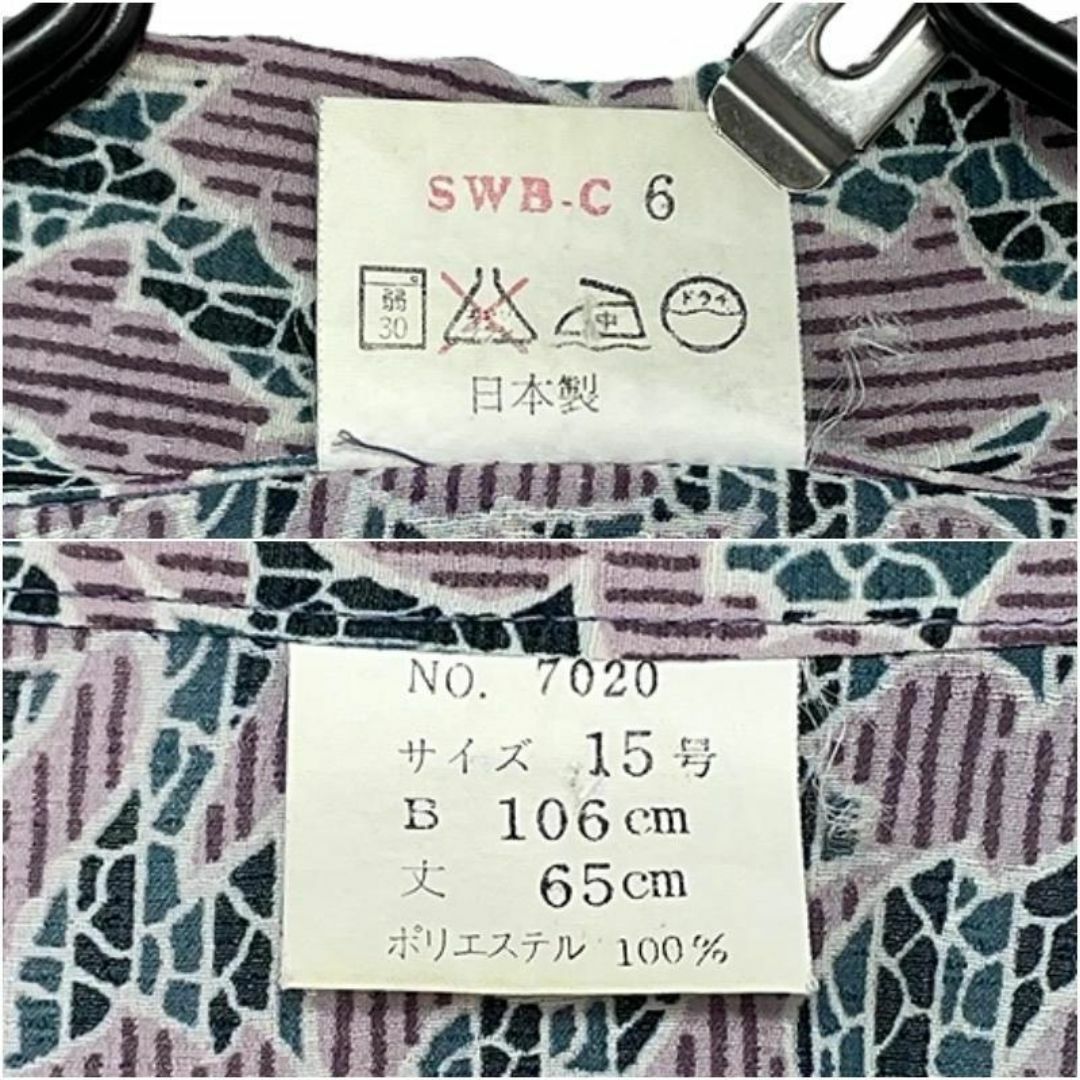 SWB-C 6
弱
30
中
ドライ
日本製
NO. 7020
サイズ 15号
B 106cm
丈 65cm
ポリエステル 100%